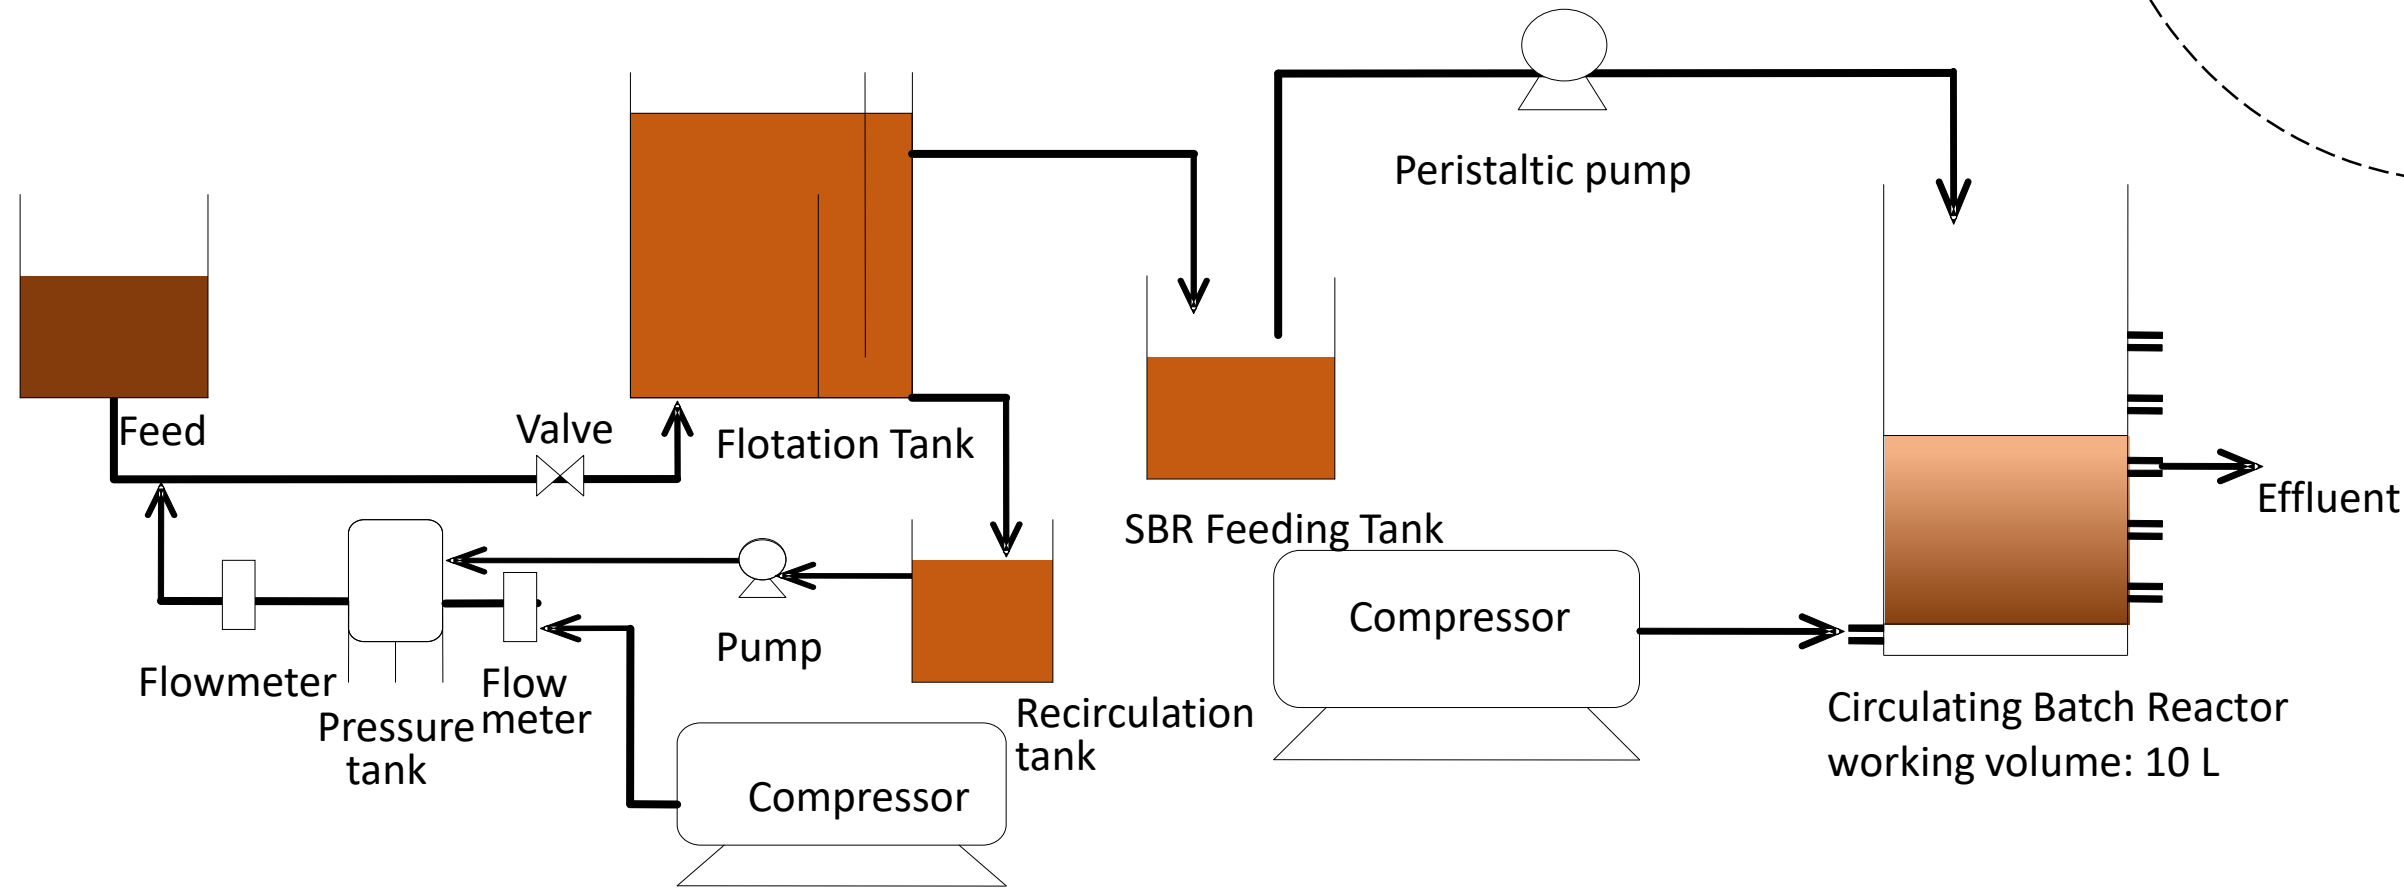 Peristaltic pump
Feed
Valve
Flotation Tank
Effluent
SBR Feeding Tank
Compressor
Pump
Flowmeter
Flow
meter
Pressure
tank
Recirculation
tank
Compressor
Circulating Batch Reactor
working volume: 10 L